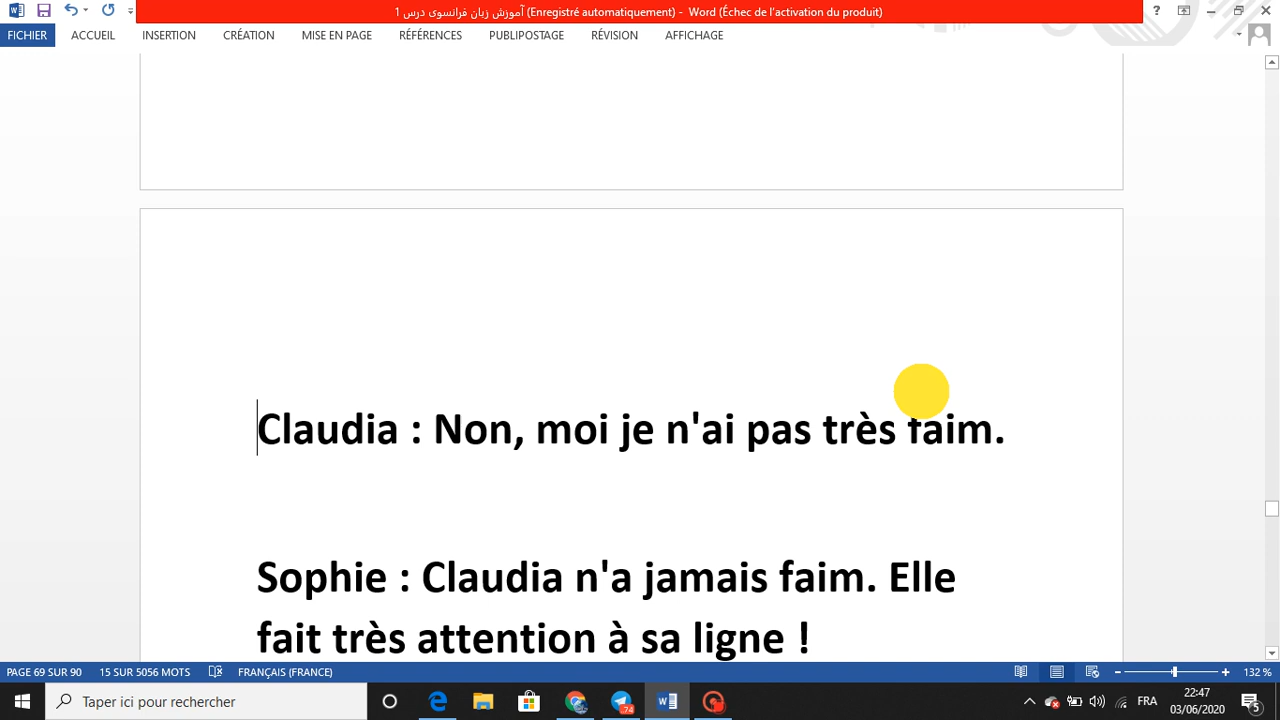 آموزش زبان فرانسوی درس 1 (Enregistré automatiquement) - Word (Échec de l'activation du produit)
?
FICHIER ACCUEIL INSERTION CRÉATION MISE EN PAGE RÉFÉRENCES PUBLIPOSTAGE RÉVISION AFFICHAGE
Claudia : Non, moi je n'ai pas très faim.
Sophie : Claudia n'a jamais faim. Elle
fait très attention à sa ligne !
PAGE 69 SUR 90 15 SUR 5056 MOTS FRANÇAIS (FRANCE) 132 %
Taper ici pour rechercher
74
FRA
22:47
03/06/2020
5